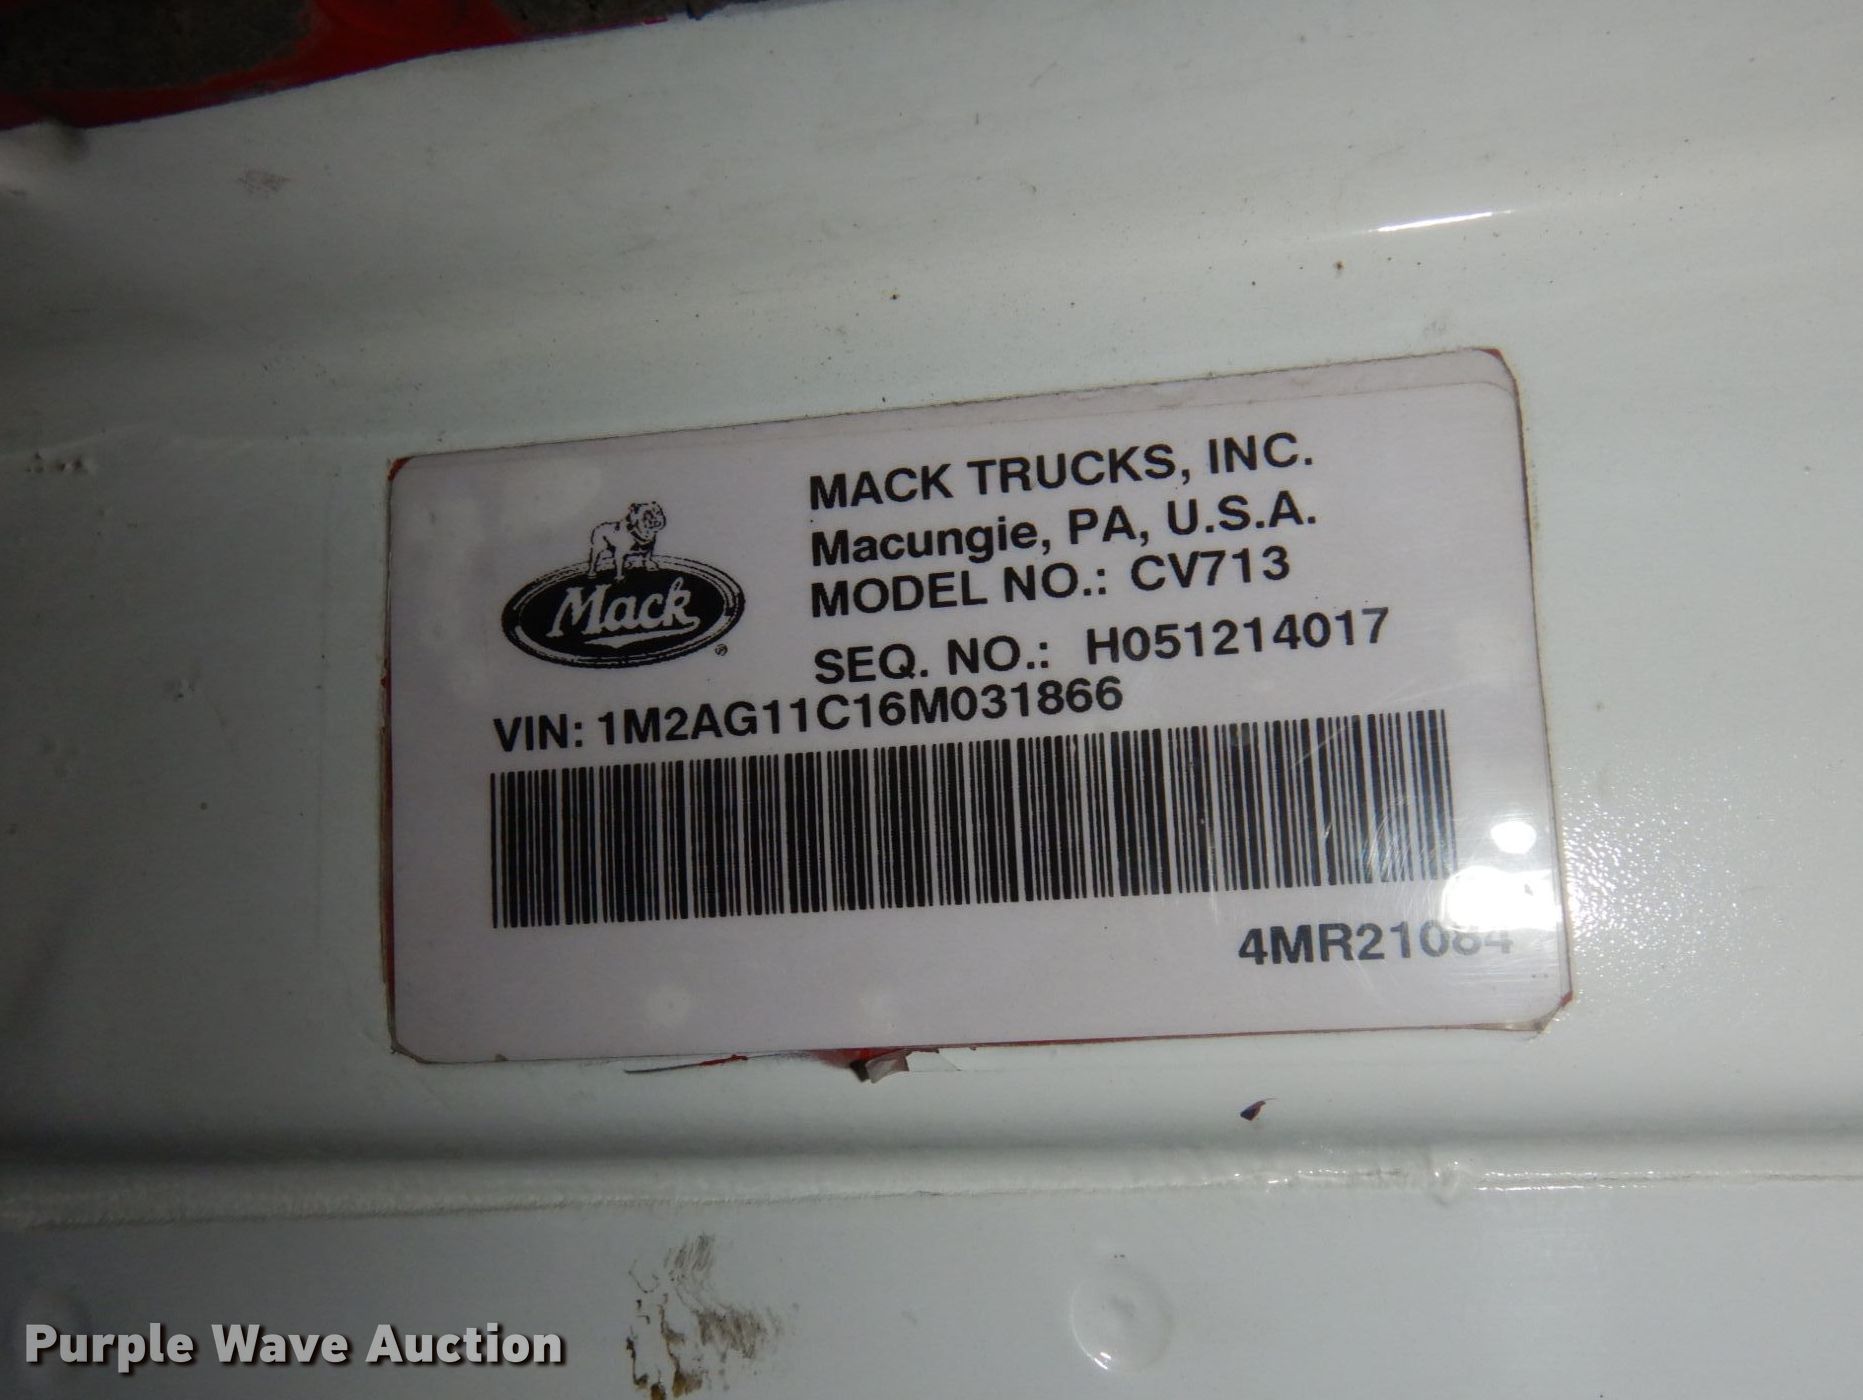 MACK TRUCKS, INC.
Macungie, PA, U.S.A.
MODEL NO.: CV713
SEQ. NO.: H051214017
Mack
®
VIN: 1M2AG11C16M031866
4MR21084
Purple Wave Auction